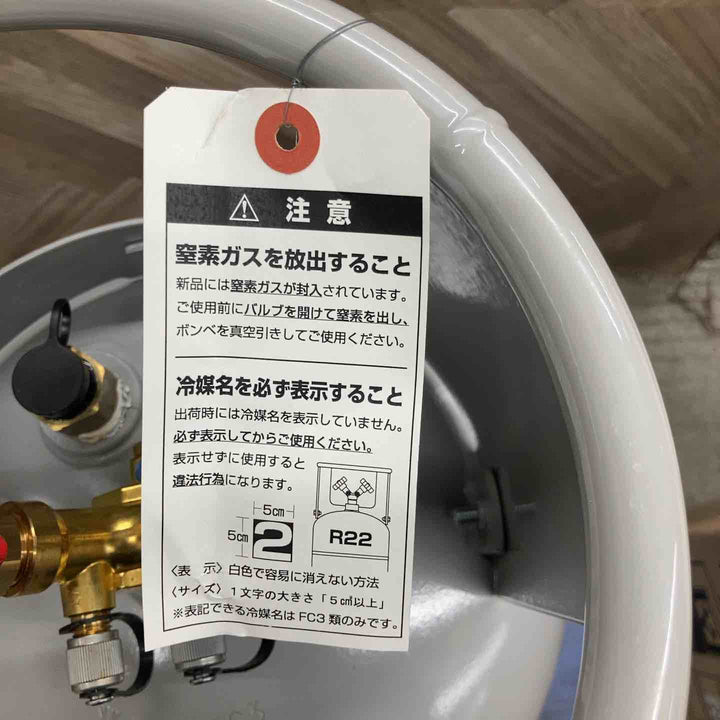 ⚠ 注意
窒素ガスを放出すること
新品には窒素ガスが封入されています。
ご使用前にバルブを開けて窒素を出し、
ボンベを真空引きしてご使用ください。
冷媒名を必ず表示すること
出荷時には冷媒名を表示していません。
必ず表示してからご使用ください。
表示せずに使用すると
違法行為になります。
5cm
5cm
2
R22
〈表 示〉白色で容易に消えない方法
〈サイズ〉1文字の大きさ「5㎠以上」
※表記できる冷媒名はFC3類のみです。